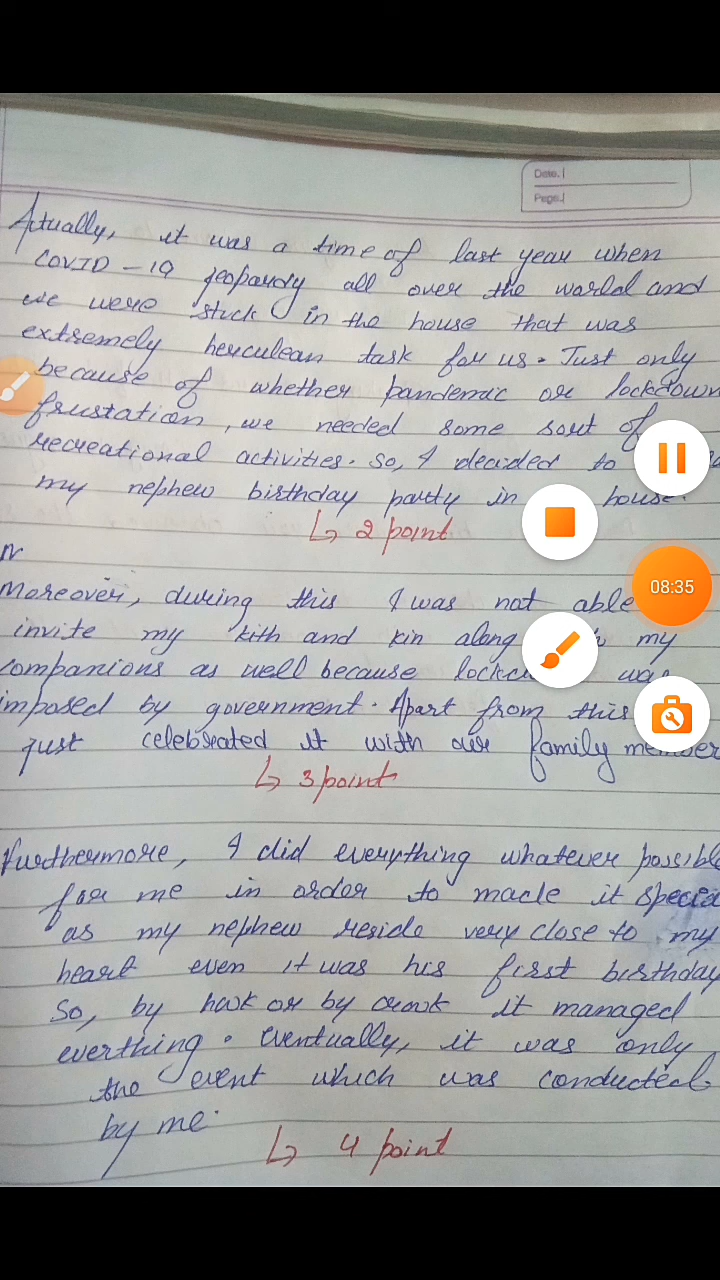 Date.
Page.
Actually, it was a time of last year when
COVID-19 jeopardy all over the world and
we were stuck in the house that was
extremely herculean task for us. Just only
because of whether pandemic or lockdown
frustation, we needed some sort of
recreational activities. So, I decided to
my nephew birthday party in house.
↳ 2 point
Moreover, during this I was not able
invite my kith and kin along my
companions as well because was
imposed by government. Apart from this
just celebrated it with our family member
↳ 3 point
Furthermore, I did everything whatever possible
for me in order to made it specia
as my nephew reside very close to my
heart even it was his first birthday
So, by hook or by crook it managed
everthing. Eventually, it was only
the event which was conducted
by me.
↳ 4 point
08:35